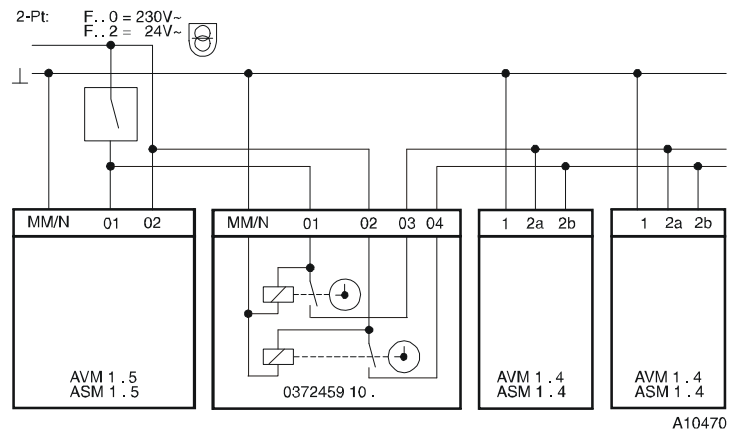 2-Pt: F . . 0 = 230V~
F . . 2 = 24V~
⊥
MM/N 01 02
MM/N 01 02 03 04
1 2a 2b
1 2a 2b
AVM 1 . 5
ASM 1 . 5
0372459 10 .
AVM 1 . 4
ASM 1 . 4
AVM 1 . 4
ASM 1 . 4
A10470